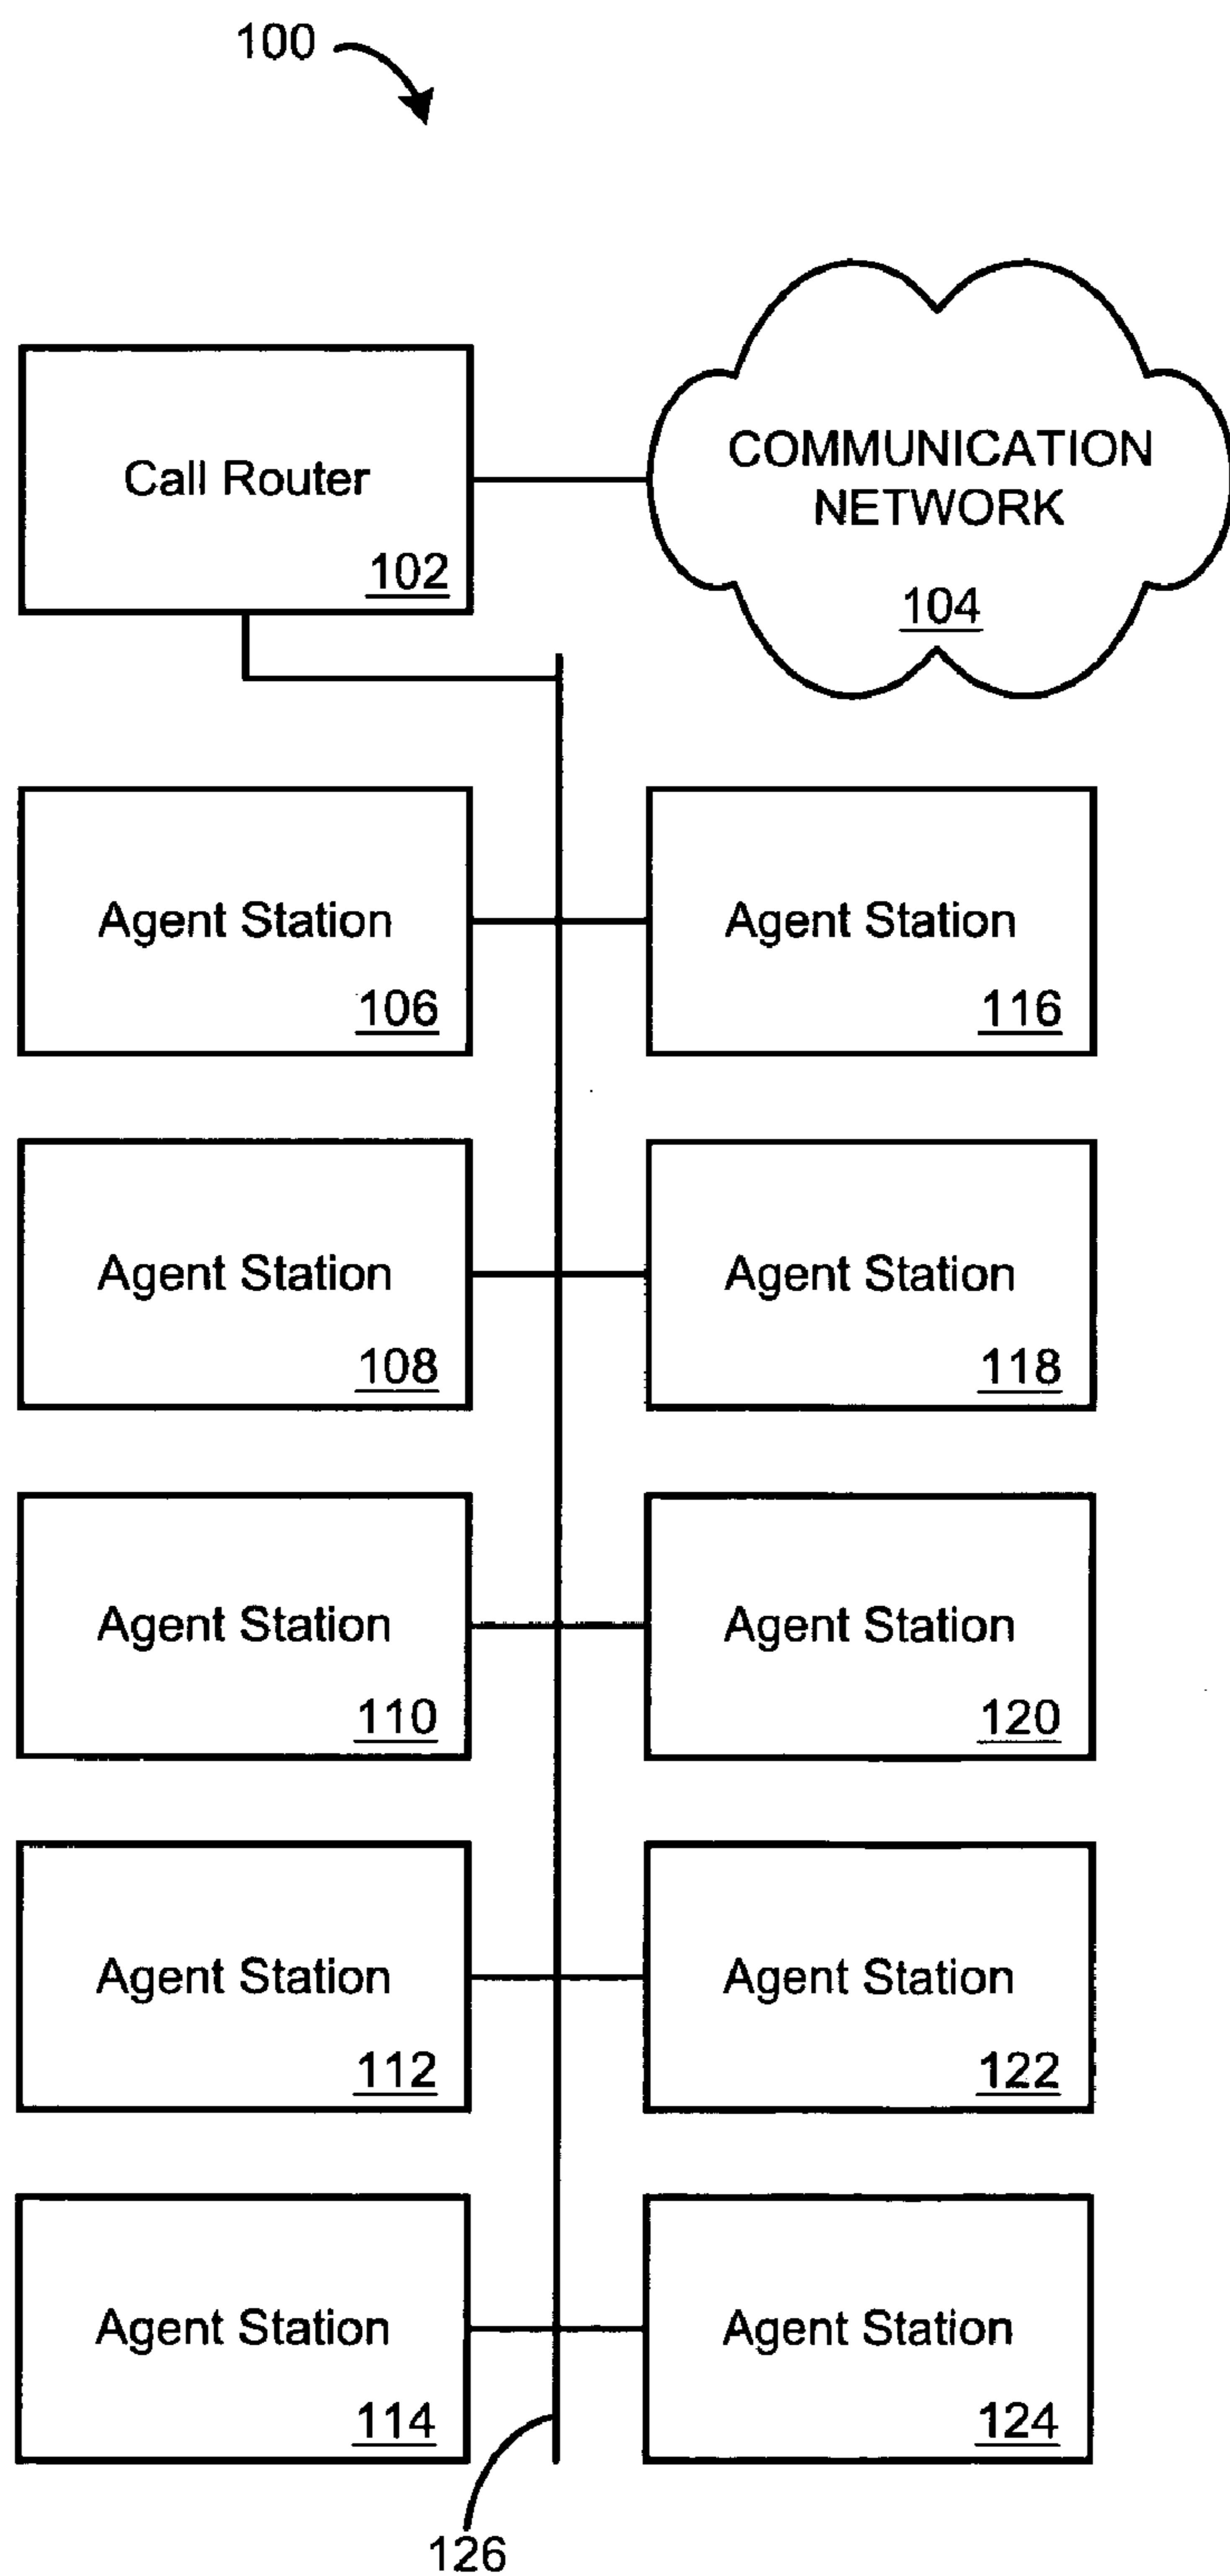 100
Call Router
102
COMMUNICATION
NETWORK
104
Agent Station
106
Agent Station
116
Agent Station
108
Agent Station
118
Agent Station
110
Agent Station
120
Agent Station
112
Agent Station
122
Agent Station
114
Agent Station
124
126